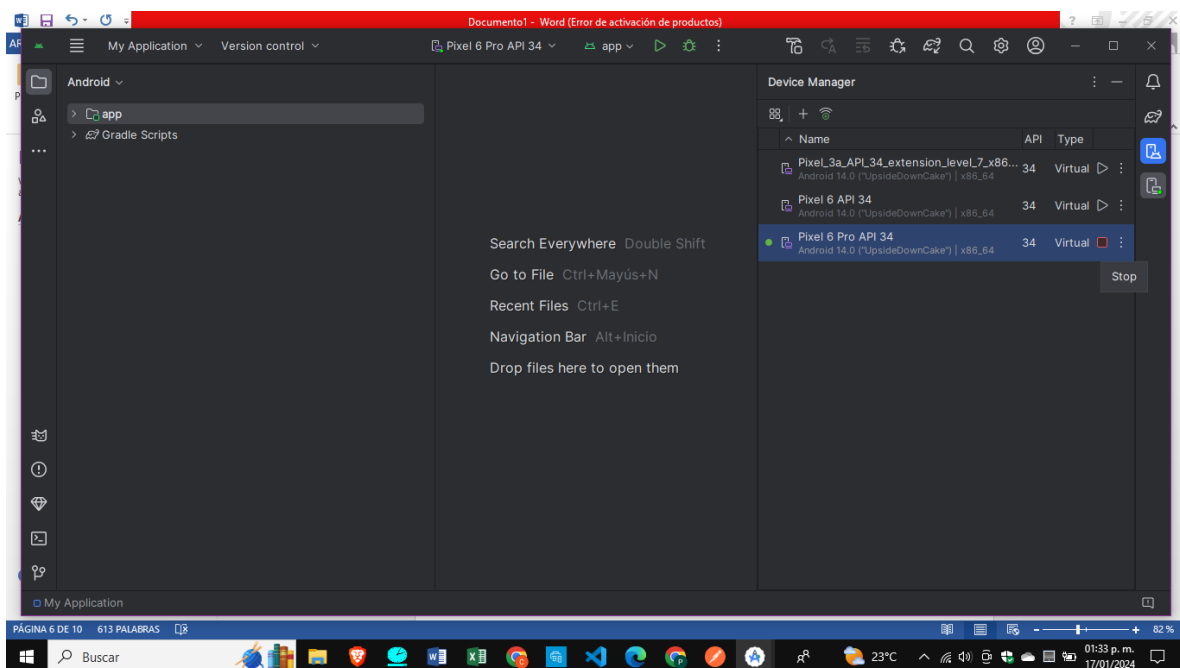 Documento1 - Word (Error de activación de productos)
My Application
Version control
Pixel 6 Pro API 34
app
Android
app
Gradle Scripts
Search Everywhere Double Shift
Go to File Ctrl+Mayús+N
Recent Files Ctrl+E
Navigation Bar Alt+Inicio
Drop files here to open them
Device Manager
Name API Type
Pixel_3a_API_34_extension_level_7_x86... 34 Virtual
Android 14.0 ("UpsideDownCake") | x86_64
Pixel 6 API 34 34 Virtual
Android 14.0 ("UpsideDownCake") | x86_64
Pixel 6 Pro API 34 34 Virtual
Android 14.0 ("UpsideDownCake") | x86_64
Stop
My Application
PÁGINA 6 DE 10 613 PALABRAS 82 %
Buscar
23°C
01:33 p. m.
17/01/2024